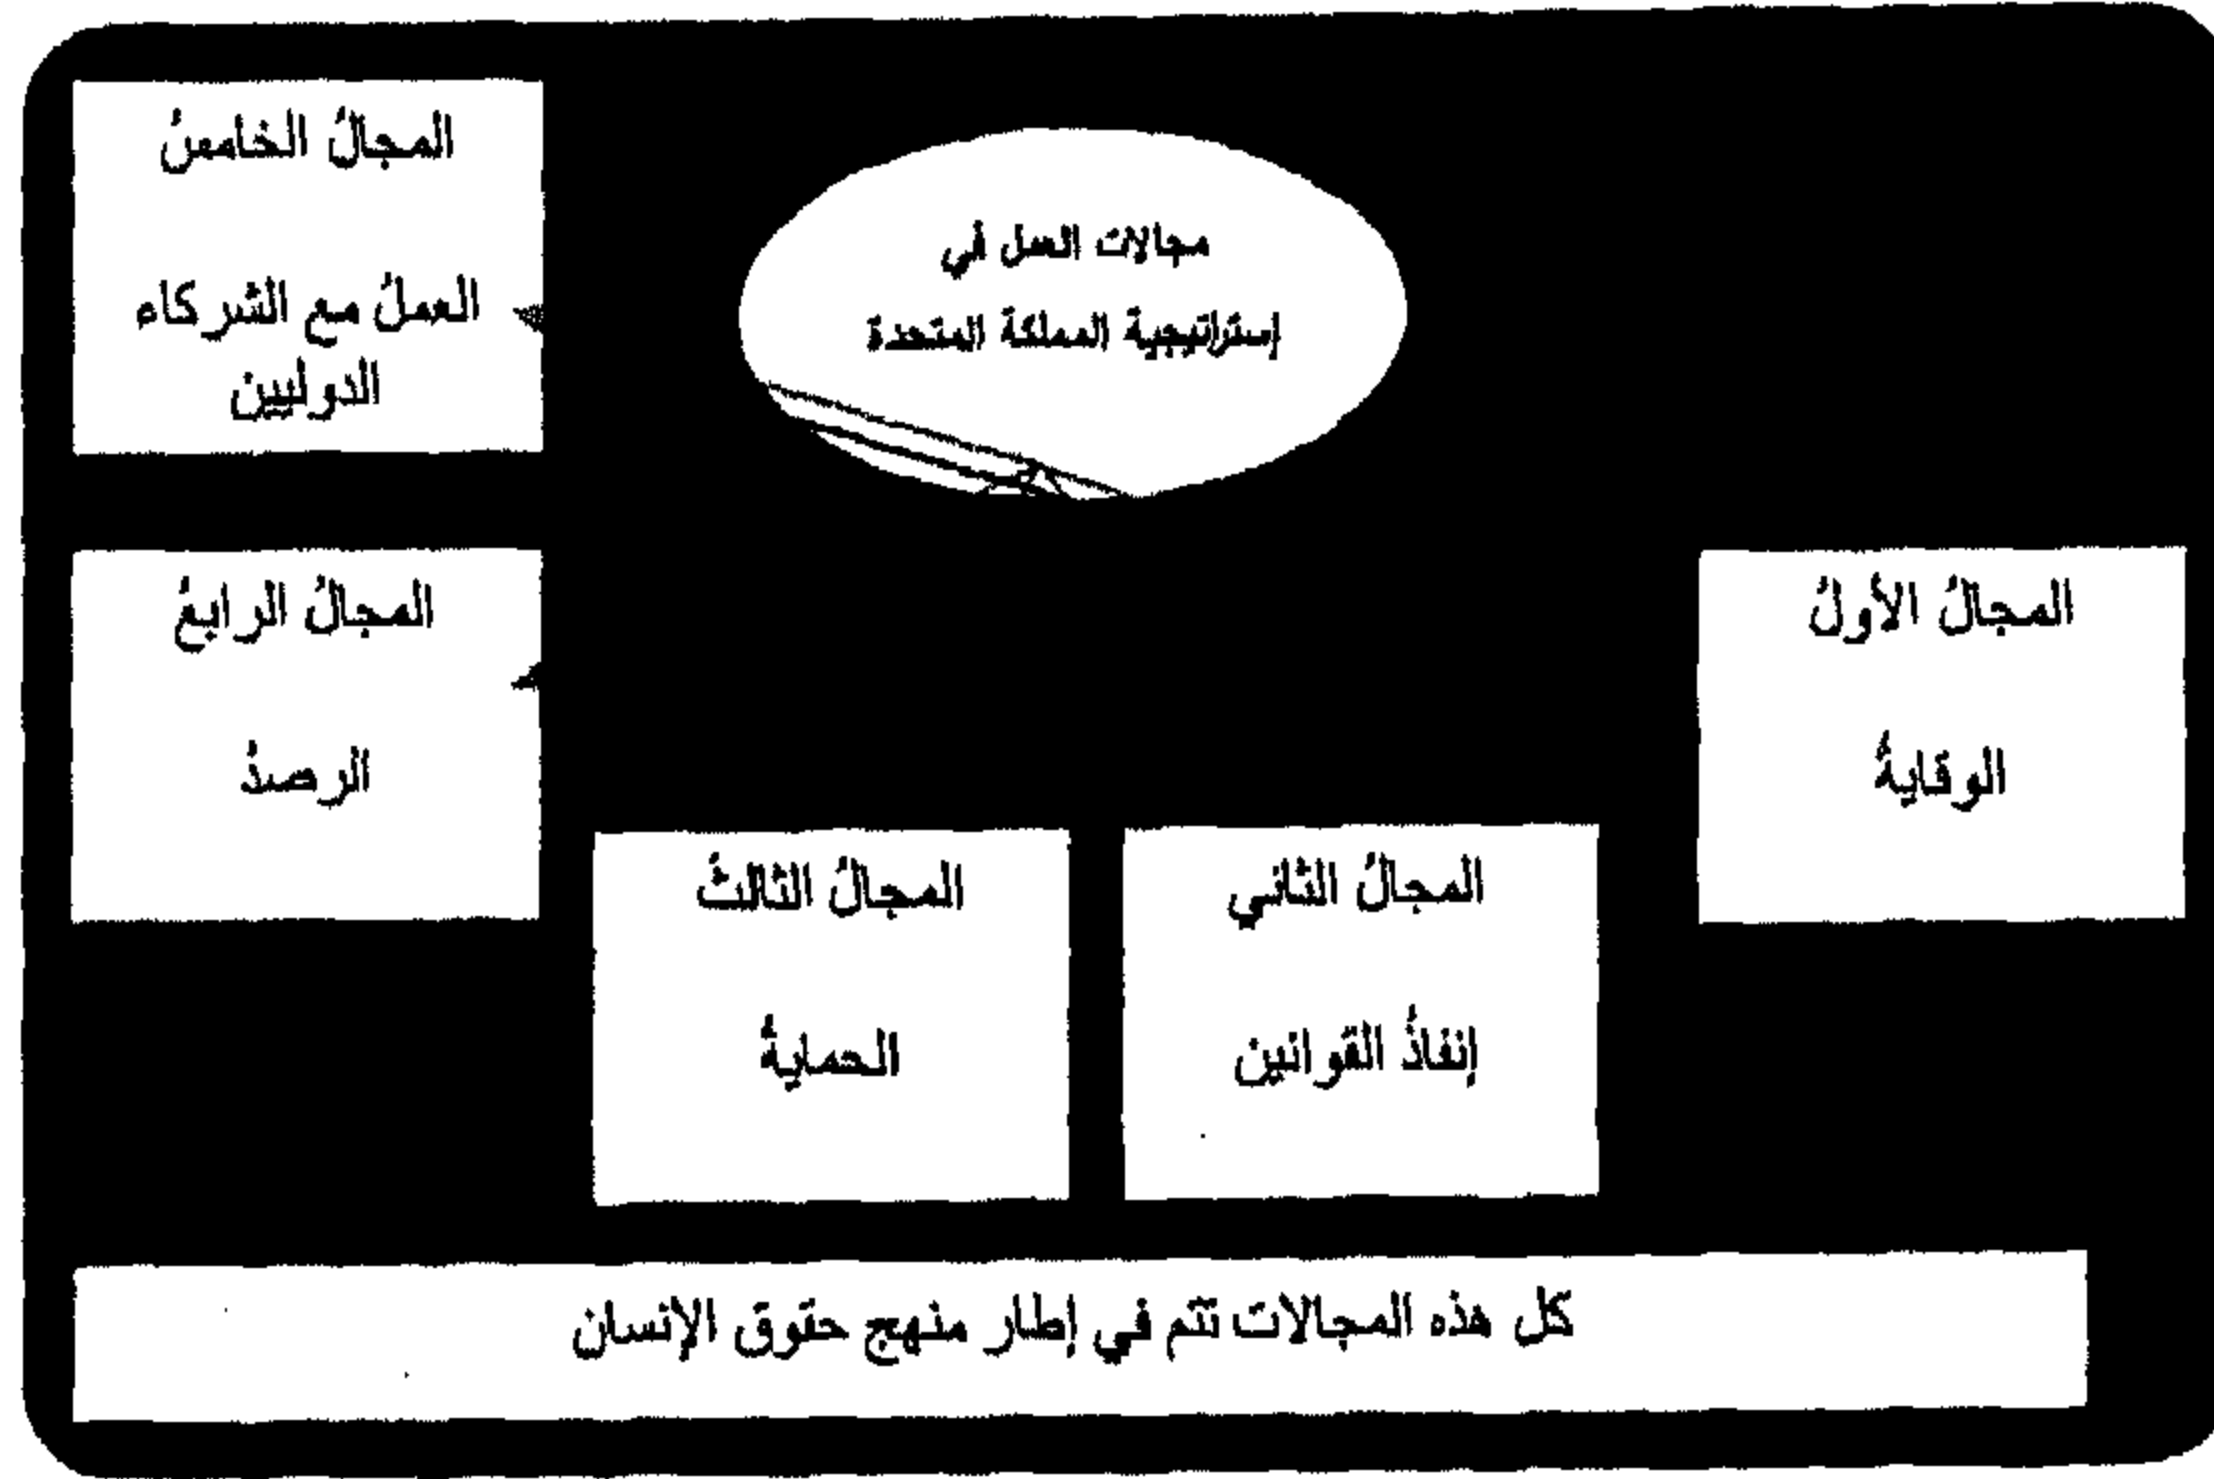 مجالات العمل في
إستراتيجية المملكة المتحدة
المجالُ الأولُ
الوقايةُ
المجالُ الثاني
إنفاذُ القوانين
المجالُ الثالثُ
الحمايةُ
المجالُ الرابعُ
الرصدُ
المجالُ الخامسُ
العملُ مع الشركاء
الدوليين
كل هذه المجالات تتم في إطار منهج حقوق الإنسان